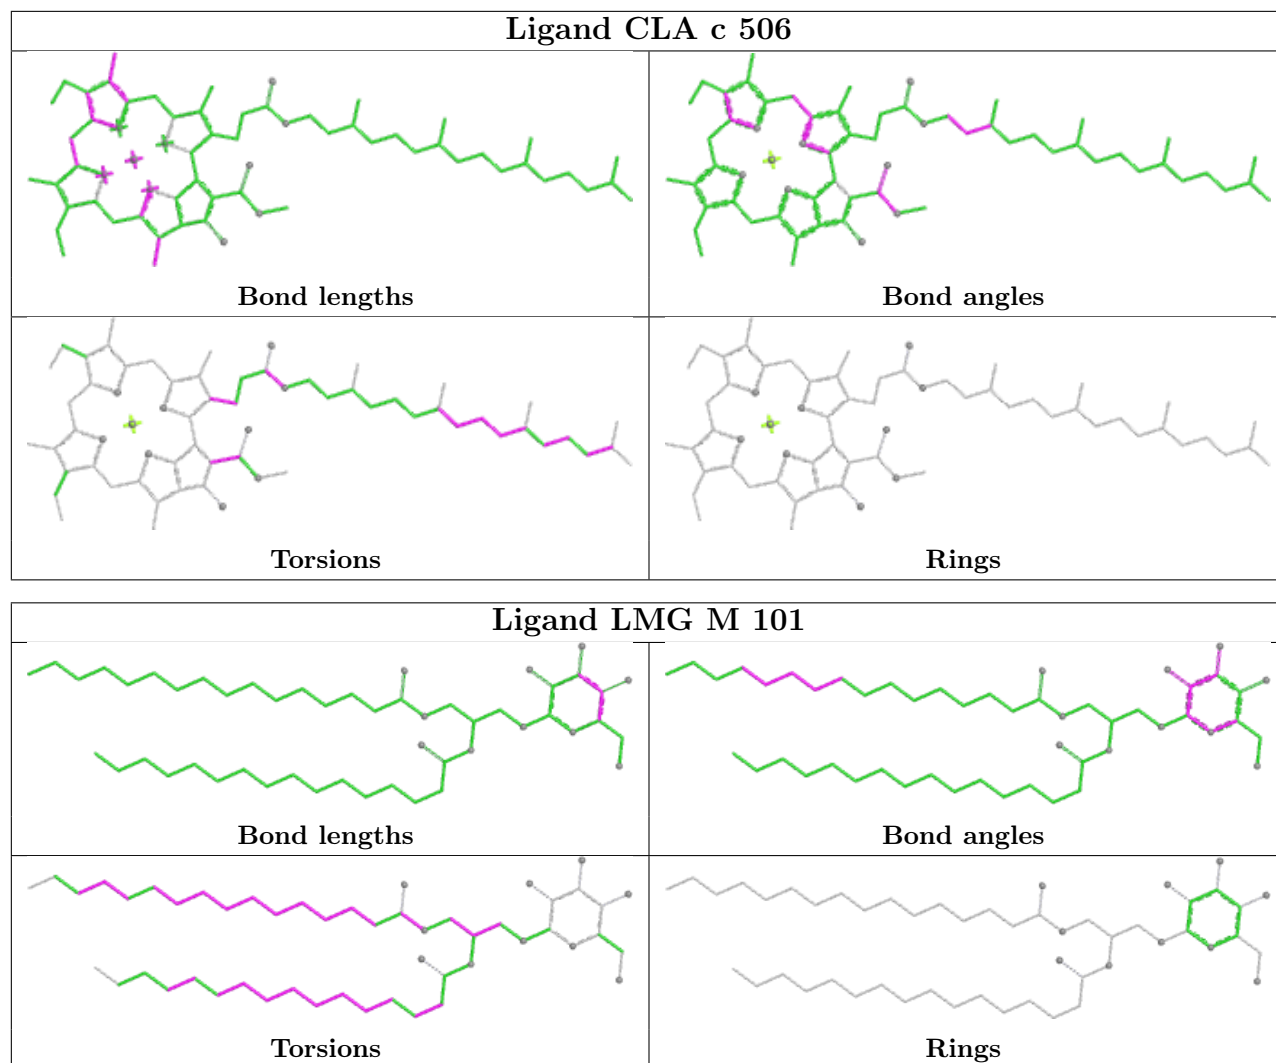 Ligand CLA c 506
Bond lengths
Bond angles
Torsions
Rings
Ligand LMG M 101
Bond lengths
Bond angles
Torsions
Rings